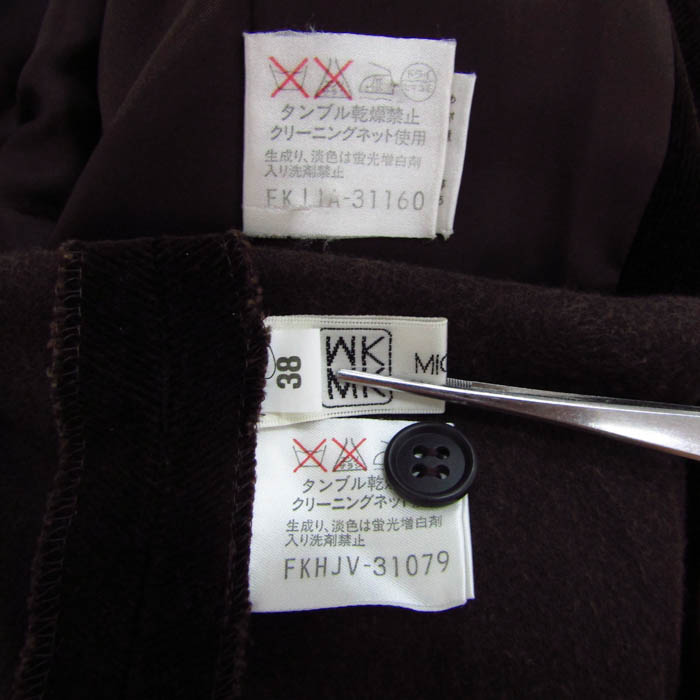 タンブル乾燥禁止
クリーニングネット使用
生成り、淡色は蛍光増白剤
入り洗剤禁止
FKJJA-31160
38
MK
MK
MIC
タンブル乾燥
クリーニングネット
生成り、淡色は蛍光増白剤
入り洗剤禁止
FKHJV-31079